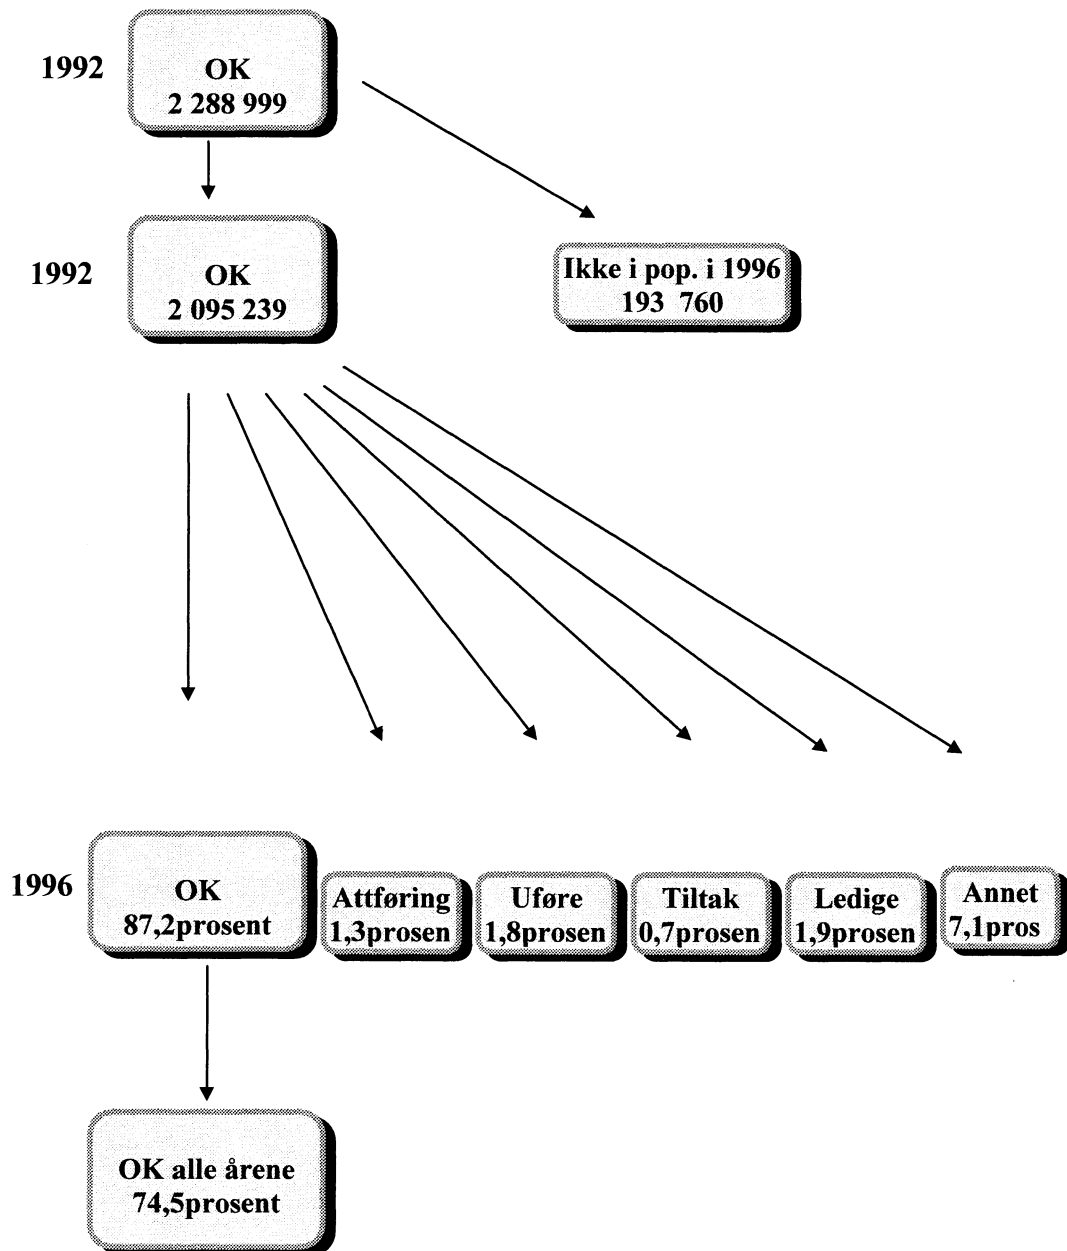 1992
OK
2 288 999
1992
OK
2 095 239
Ikke i pop. i 1996
193 760
1996
OK
87,2prosent
Attføring
1,3prosen
Uføre
1,8prosen
Tiltak
0,7prosen
Ledige
1,9prosen
Annet
7,1pros
OK alle årene
74,5prosent